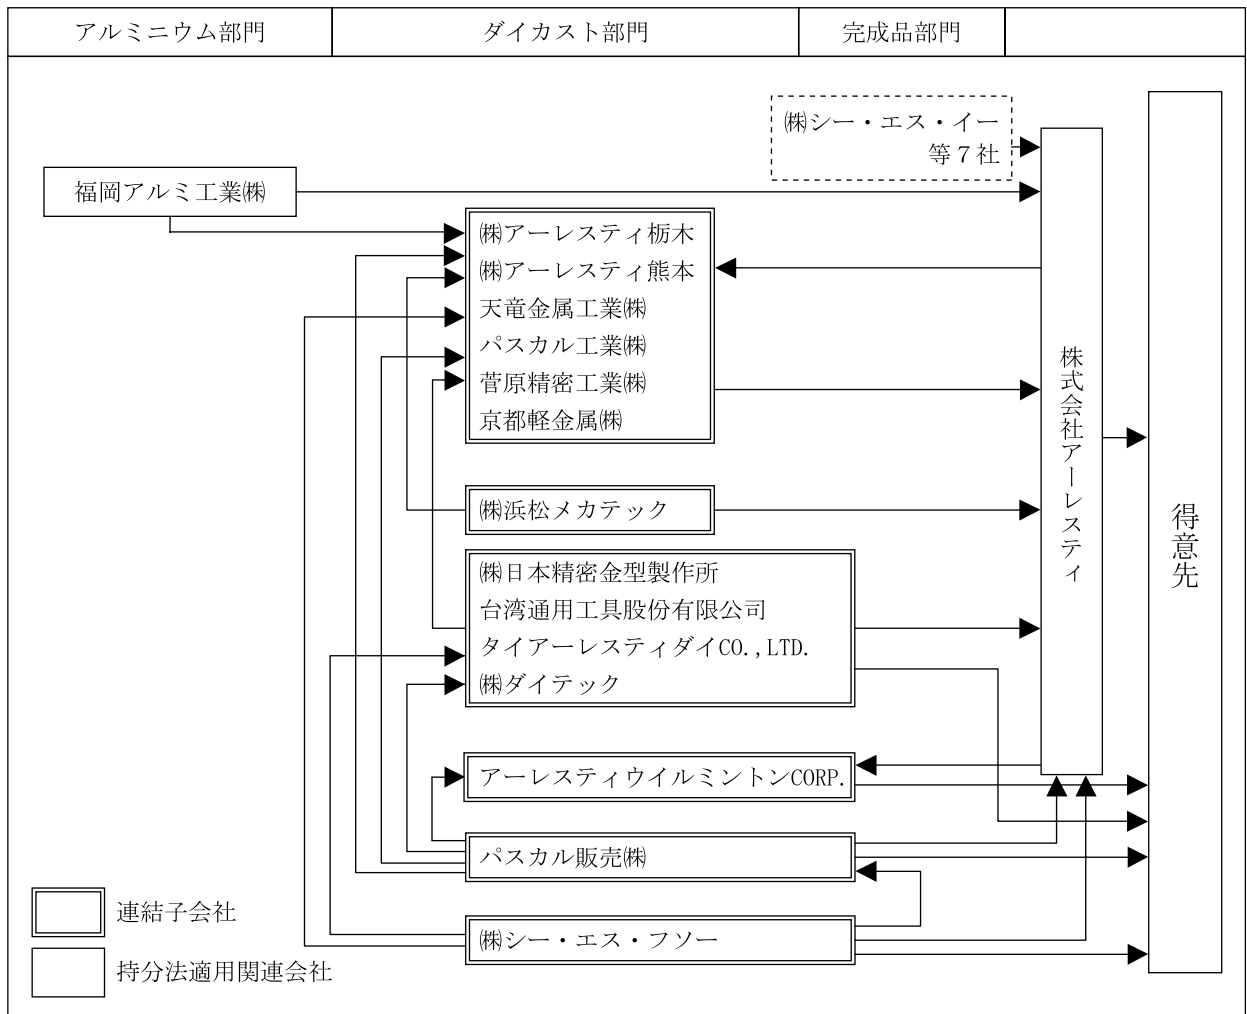 アルミニウム部門
ダイカスト部門
完成品部門
㈱シー・エス・イー
等７社
福岡アルミ工業㈱
㈱アーレスティ栃木
㈱アーレスティ熊本
天竜金属工業㈱
パスカル工業㈱
菅原精密工業㈱
京都軽金属㈱
㈱浜松メカテック
㈱日本精密金型製作所
台湾通用工具股份有限公司
タイアーレスティダイCO.,LTD.
㈱ダイテック
アーレスティウイルミントンCORP.
パスカル販売㈱
㈱シー・エス・フソー
株式会社アーレスティ
得意先
連結子会社
持分法適用関連会社